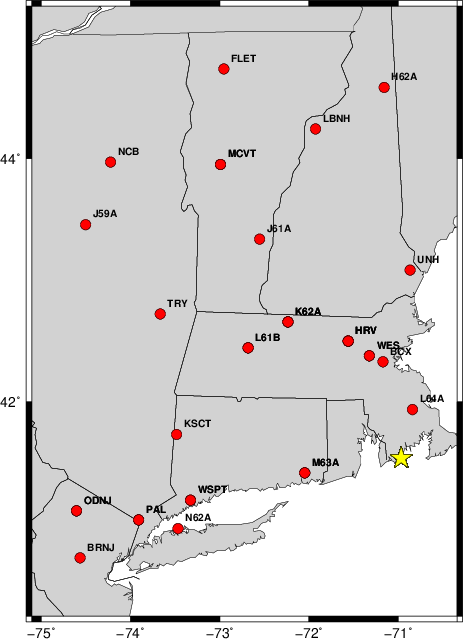 FLET
H62A
LBNH
NCB
MCVT
44°
J59A
J61A
UNH
TRY
K62A
HRV
L61B
WES
BCX
42°
L64A
KSCT
M63A
WSPT
ODNJ
PAL
N62A
BRNJ
−75° −74° −73° −72° −71°